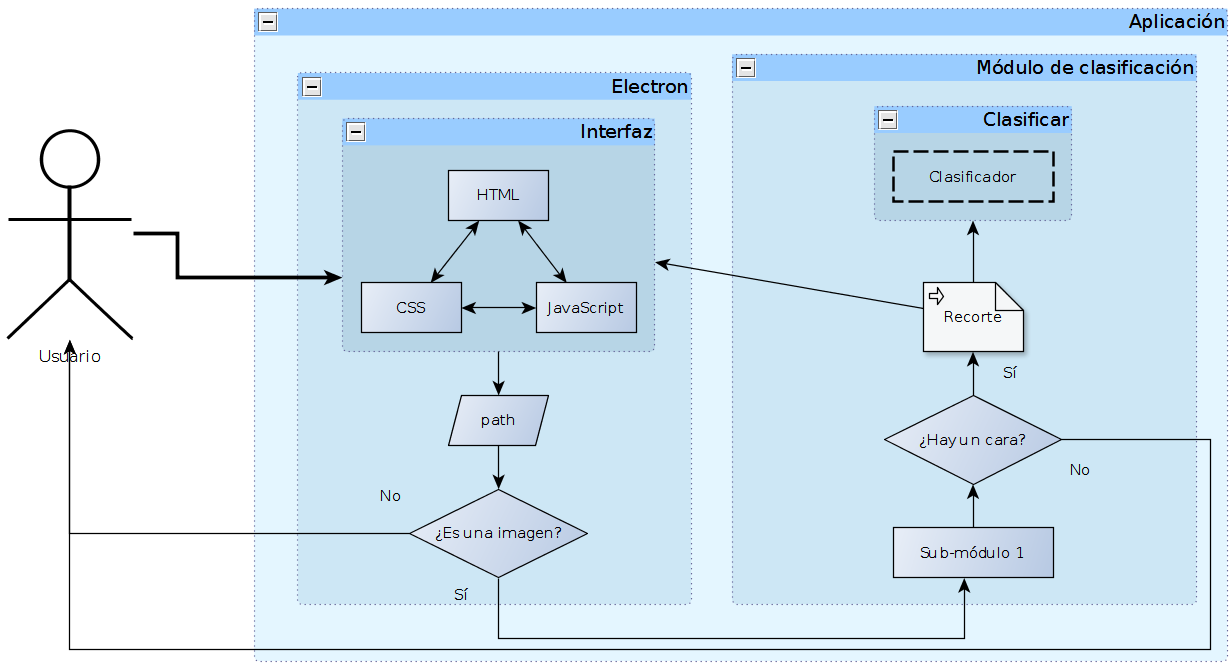 Aplicación
Módulo de clasificación
Electron
Clasificar
Interfaz
Clasificador
HTML
CSS
JavaScript
Recorte
Usuario
Sí
path
¿Hay un cara?
No
No
¿Es una imagen?
Sub-módulo 1
Sí